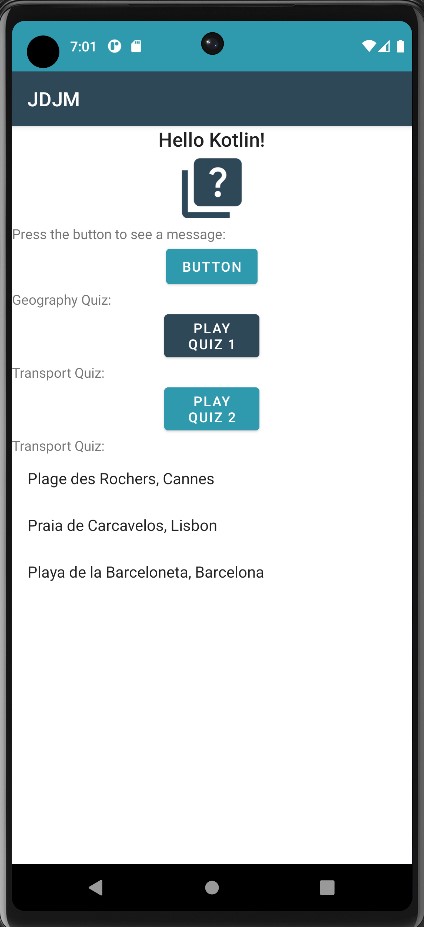 7:01
JDJM
Hello Kotlin!
?
Press the button to see a message:
BUTTON
Geography Quiz:
PLAY
QUIZ 1
Transport Quiz:
PLAY
QUIZ 2
Transport Quiz:
Plage des Rochers, Cannes
Praia de Carcavelos, Lisbon
Playa de la Barceloneta, Barcelona